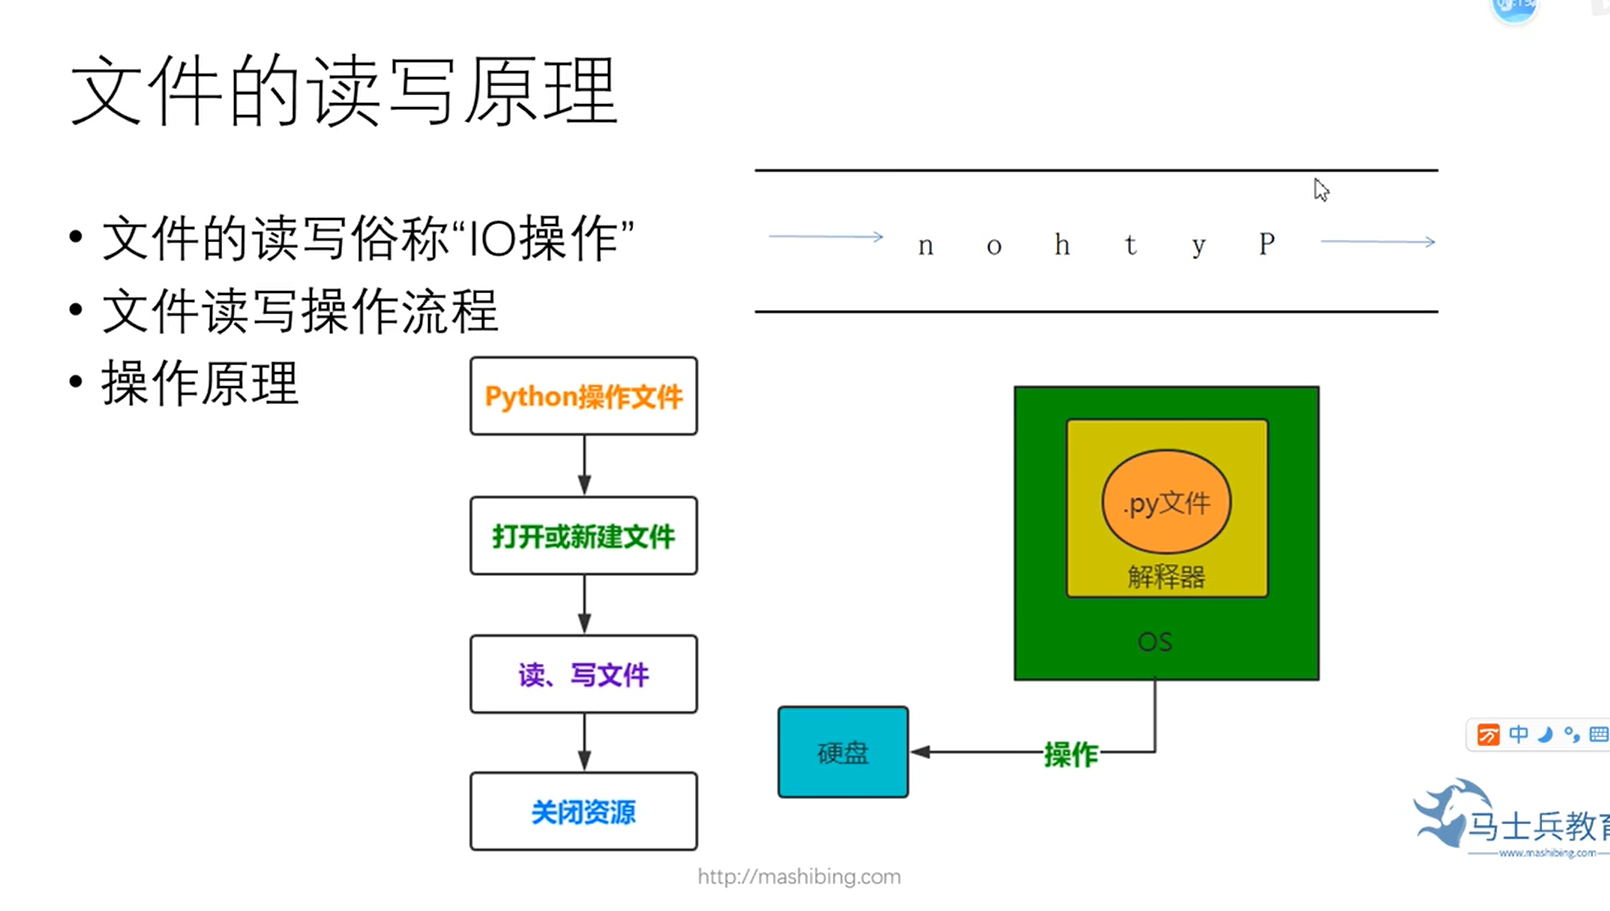 文件的读写原理
• 文件的读写俗称“IO操作”
• 文件读写操作流程
• 操作原理
n o h t y P
Python操作文件
打开或新建文件
读、写文件
关闭资源
.py文件
解释器
OS
硬盘
操作
中
马士兵教育
www.mashibing.com
http://mashibing.com